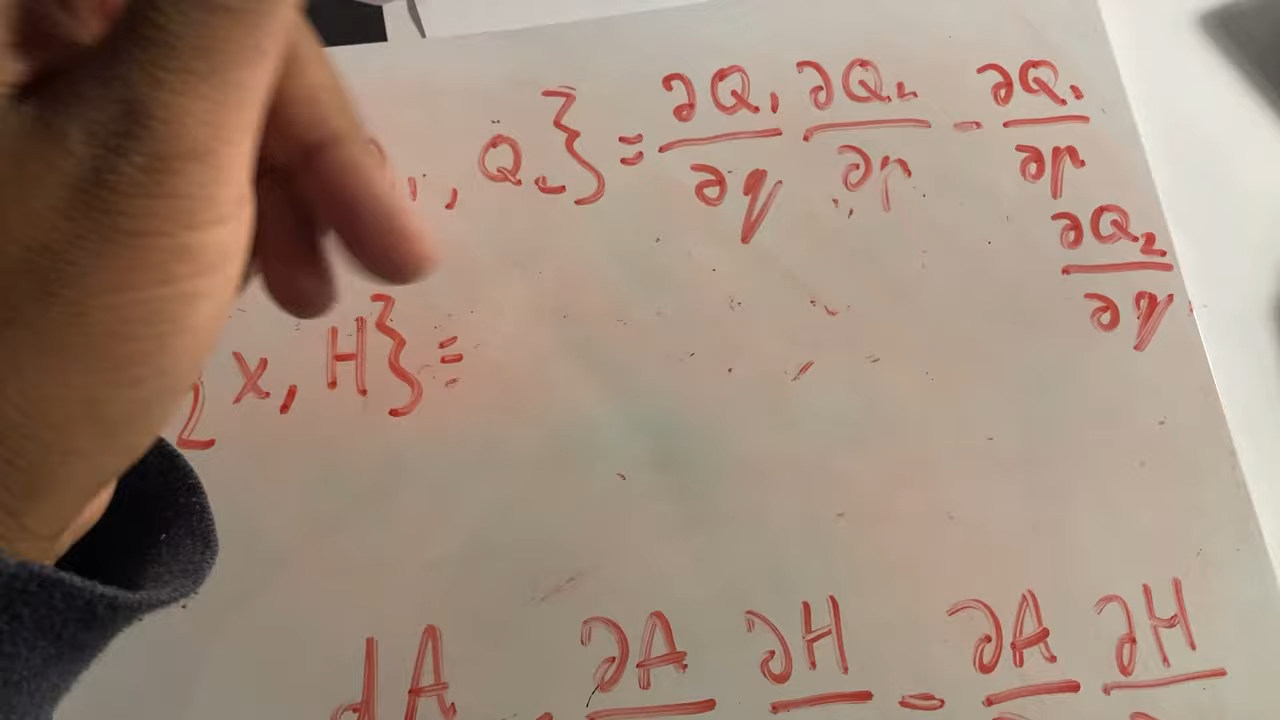 , Q₂} = ∂Q₁/∂q ∂Q₂/∂p - ∂Q₁/∂p
∂Q₂/∂q
{x, H} =
dA = ∂A ∂H - ∂A ∂H